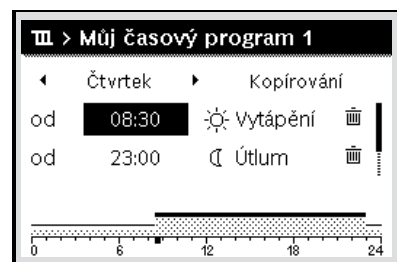 > Můj časový program 1
Čtvrtek Kopírování
od 08:30 Vytápění
od 23:00 Útlum
0 6 12 18 24